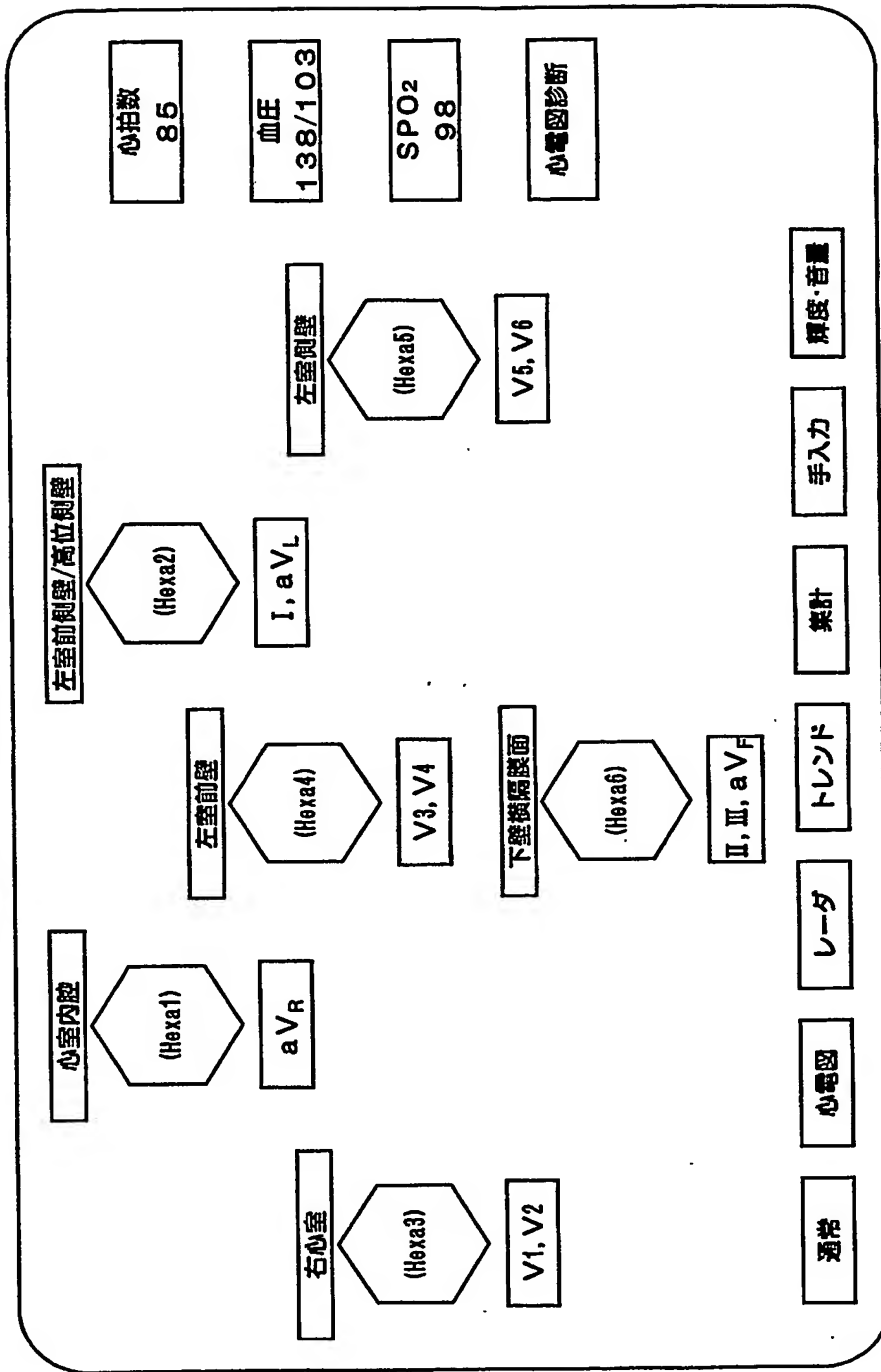 心室内腔
(Hexa1)
aVR
左室前側壁/高位側壁
(Hexa2)
I, aVL
右心室
(Hexa3)
V1, V2
左室前壁
(Hexa4)
V3, V4
左室側壁
(Hexa5)
V5, V6
下壁横隔膜面
(Hexa6)
II, III, aVF
心拍数
85
血圧
138/103
SPO2
98
心電図診断
通常
心電図
レーダ
トレンド
集計
手入力
輝度・音量